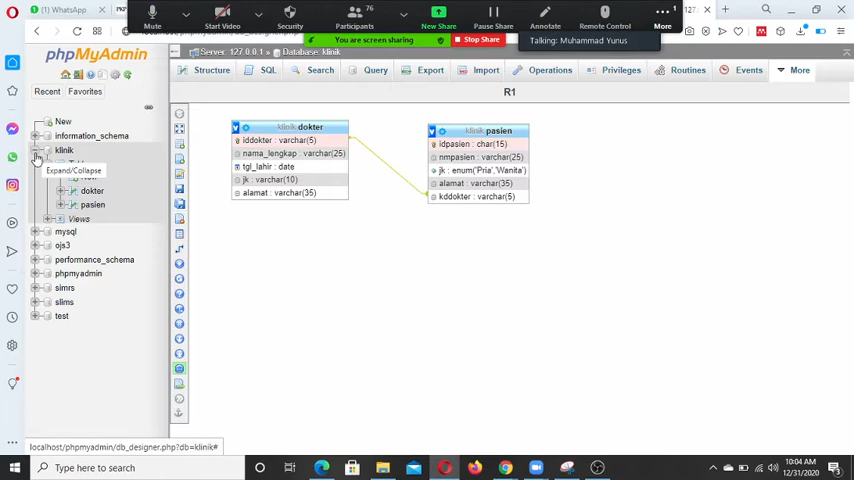 (1) WhatsApp
Mute
Start Video
Security
76
Participants
New Share
Pause Share
Annotate
Remote Control
1
More
You are screen sharing
Stop Share
Talking: Muhammad Yunus
phpMyAdmin
Server: 127.0.0.1 » Database: klinik
Structure
SQL
Search
Query
Export
Import
Operations
Privileges
Routines
Events
More
Recent
Favorites
R1
New
information_schema
klinik
Expand/Collapse
dokter
pasien
Views
mysql
ojs3
performance_schema
phpmyadmin
simrs
slims
test
klinik dokter
iddokter : varchar(5)
nama_lengkap : varchar(25)
tgl_lahir : date
jk : varchar(10)
alamat : varchar(35)
klinik pasien
idpasien : char(15)
nmpasien : varchar(25)
jk : enum('Pria','Wanita')
alamat : varchar(35)
kddokter : varchar(5)
localhost/phpmyadmin/db_designer.php?db=klinik#
Type here to search
10:04 AM
12/31/2020
3